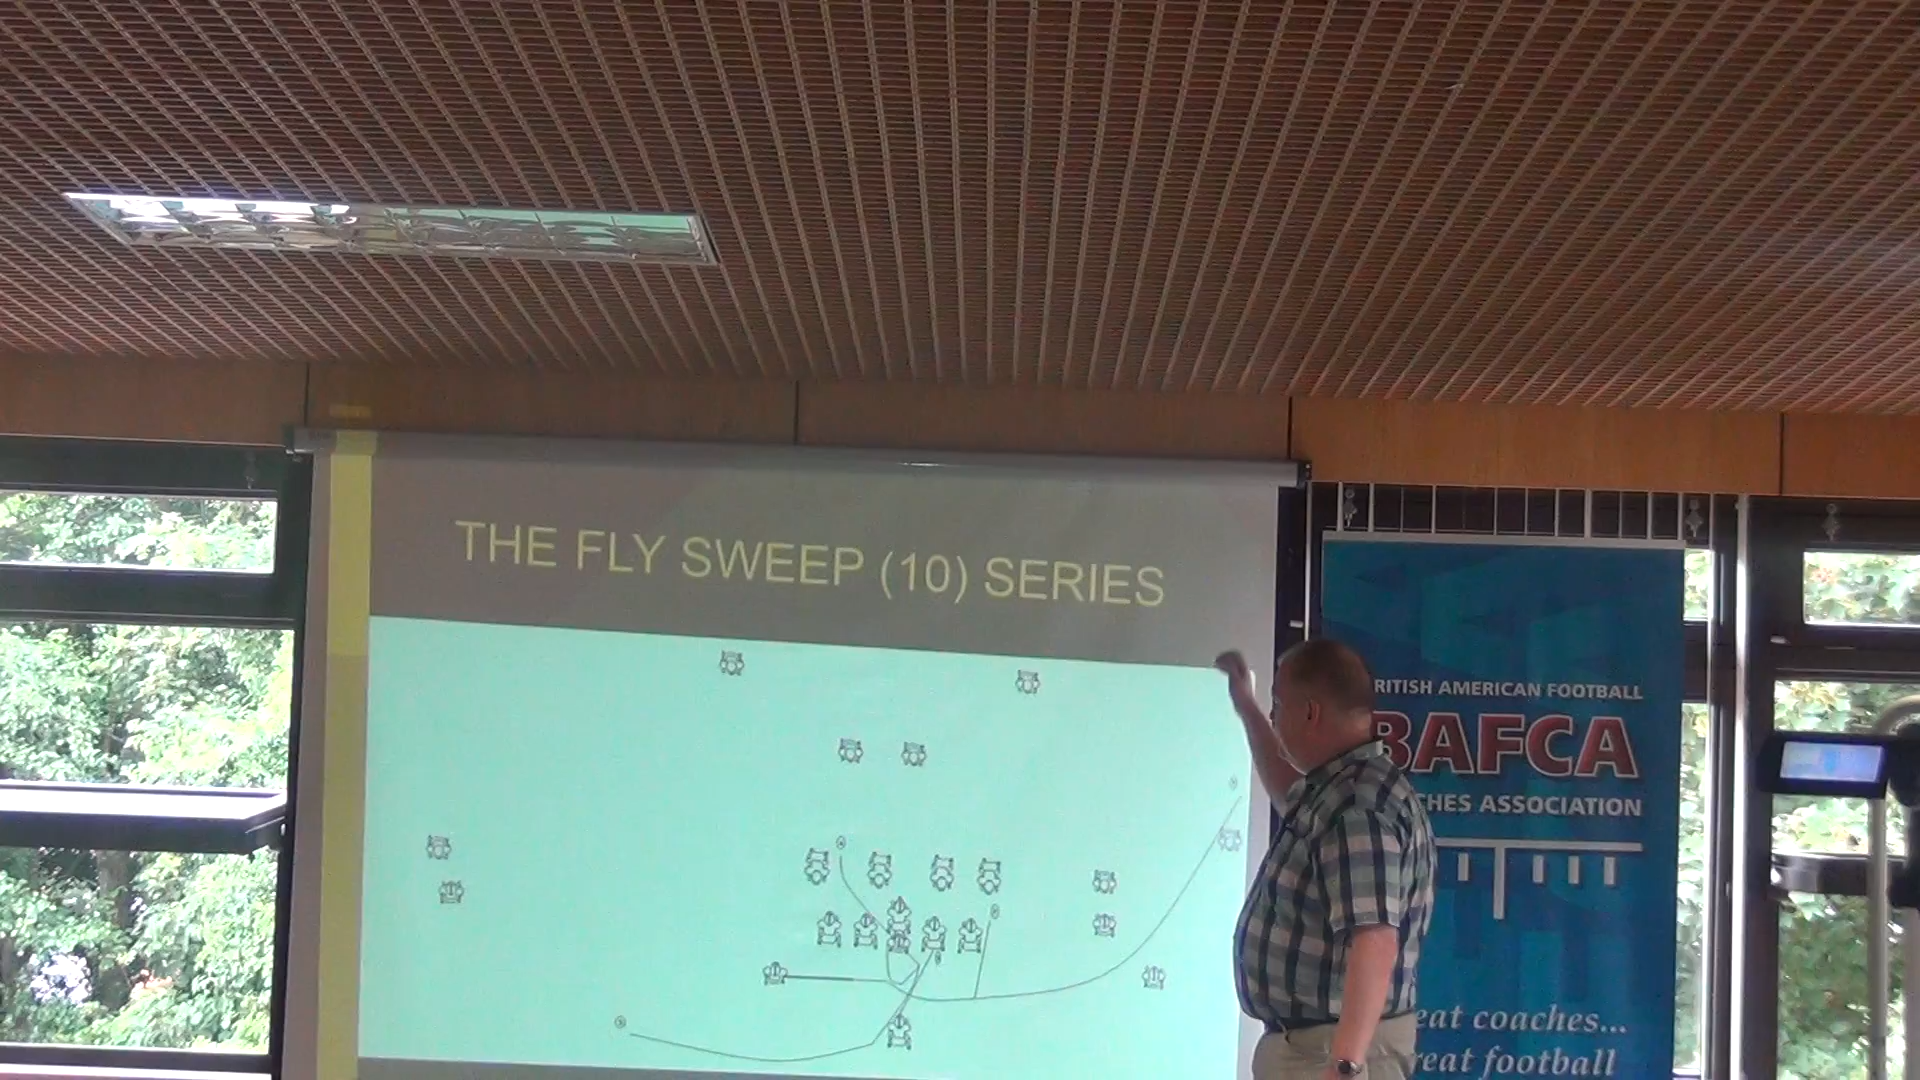 THE FLY SWEEP (10) SERIES
RITISH AMERICAN FOOTBALL
BAFCA
CHES ASSOCIATION
eat coaches...
reat football